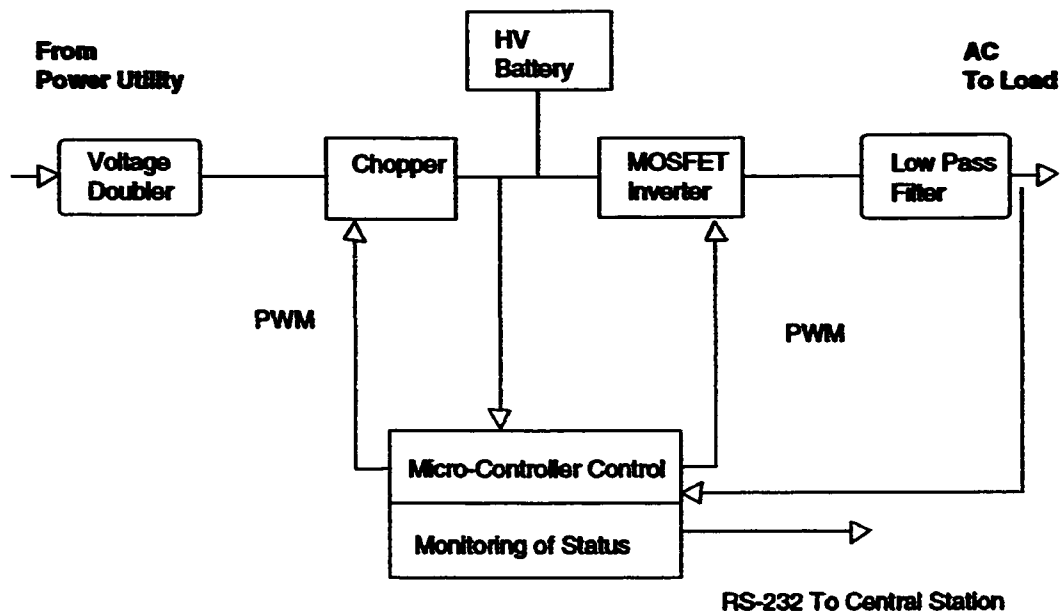 From
Power Utility
HV
Battery
AC
To Load
Voltage
Doubler
Chopper
MOSFET
Inverter
Low Pass
Filter
PWM
PWM
Micro-Controller Control
Monitoring of Status
RS-232 To Central Station